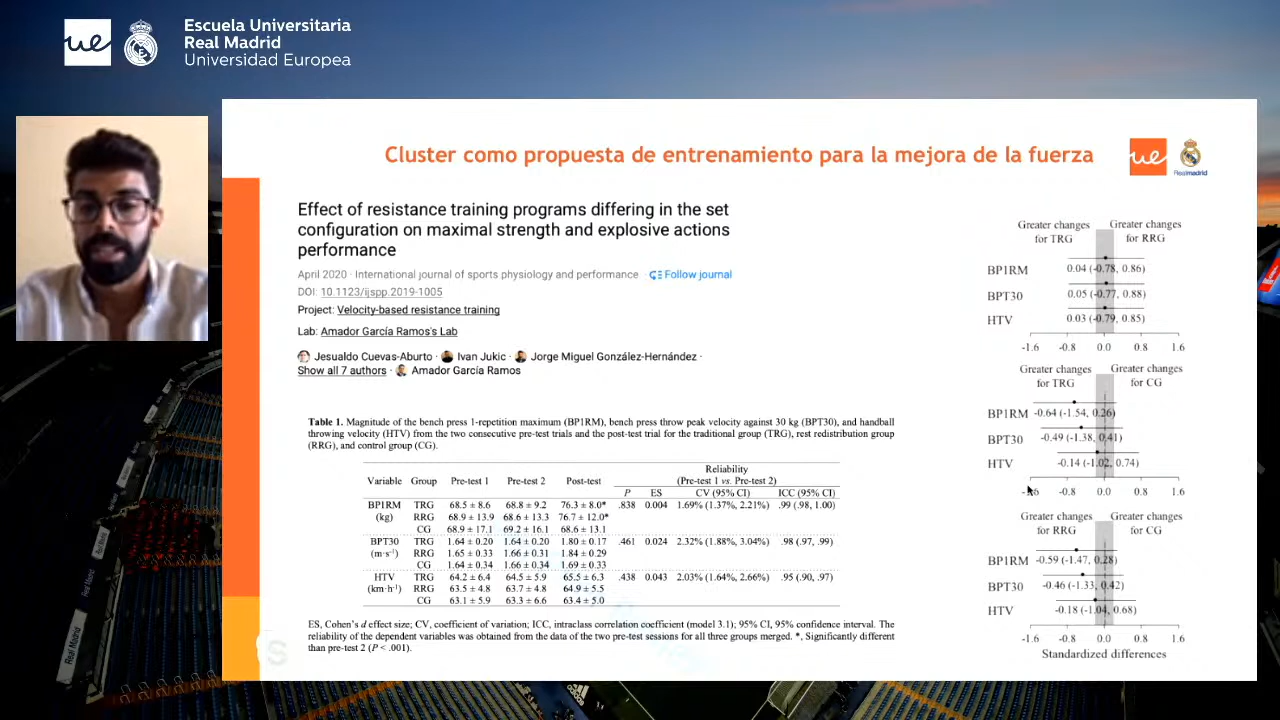 Escuela Universitaria
Real Madrid
Universidad Europea
ue
Cluster como propuesta de entrenamiento para la mejora de la fuerza
ue
Realmadrid
Effect of resistance training programs differing in the set
configuration on maximal strength and explosive actions
performance
April 2020 · International journal of sports physiology and performance · Follow journal
DOI: 10.1123/ijspp.2019-1005
Project: Velocity-based resistance training
Lab: Amador García Ramos's Lab
Jesualdo Cuevas-Aburto · Ivan Jukic · Jorge Miguel González-Hernández ·
Show all 7 authors · Amador García Ramos
Table 1. Magnitude of the bench press 1-repetition maximum (BP1RM), bench press throw peak velocity against 30 kg (BPT30), and handball
throwing velocity (HTV) from the two consecutive pre-test trials and the post-test trial for the traditional group (TRG), rest redistribution group
(RRG), and control group (CG).
Reliability
(Pre-test 1 vs. Pre-test 2)
Variable Group Pre-test 1 Pre-test 2 Post-test
P ES CV (95% CI) ICC (95% CI)
BP1RM TRG 68.5 ± 8.6 68.8 ± 9.2 76.3 ± 8.0* .838 0.004 1.69% (1.37%, 2.21%) .99 (.98, 1.00)
(kg) RRG 68.9 ± 13.9 68.6 ± 13.3 76.7 ± 12.0*
CG 68.9 ± 17.1 69.2 ± 16.1 68.6 ± 13.1
BPT30 TRG 1.64 ± 0.20 1.64 ± 0.20 1.80 ± 0.17 .461 0.024 2.32% (1.88%, 3.04%) .98 (.97, .99)
(m·s⁻¹) RRG 1.65 ± 0.33 1.66 ± 0.31 1.84 ± 0.29
CG 1.64 ± 0.34 1.66 ± 0.34 1.69 ± 0.33
HTV TRG 64.2 ± 6.4 64.5 ± 5.9 65.5 ± 6.3 .438 0.043 2.03% (1.64%, 2.66%) .95 (.90, .97)
(km·h⁻¹) RRG 63.5 ± 4.8 63.7 ± 4.8 64.9 ± 5.5
CG 63.1 ± 5.9 63.3 ± 6.6 63.4 ± 5.0
ES, Cohen's d effect size; CV, coefficient of variation; ICC, intraclass correlation coefficient (model 3.1); 95% CI, 95% confidence interval. The
reliability of the dependent variables was obtained from the data of the two pre-test sessions for all three groups merged. *, Significantly different
than pre-test 2 (P < .001).
Greater changes Greater changes
for TRG for RRG
BP1RM 0.04 (-0.78, 0.86)
BPT30 0.05 (-0.77, 0.88)
HTV 0.03 (-0.79, 0.85)
-1.6 -0.8 0.0 0.8 1.6
Greater changes Greater changes
for TRG for CG
BP1RM -0.64 (-1.54, 0.26)
BPT30 -0.49 (-1.38, 0.41)
HTV -0.14 (-1.02, 0.74)
-1.6 -0.8 0.0 0.8 1.6
Greater changes Greater changes
for RRG for CG
BP1RM -0.59 (-1.47, 0.28)
BPT30 -0.46 (-1.33, 0.42)
HTV -0.18 (-1.04, 0.68)
-1.6 -0.8 0.0 0.8 1.6
Standardized differences
Real Madrid